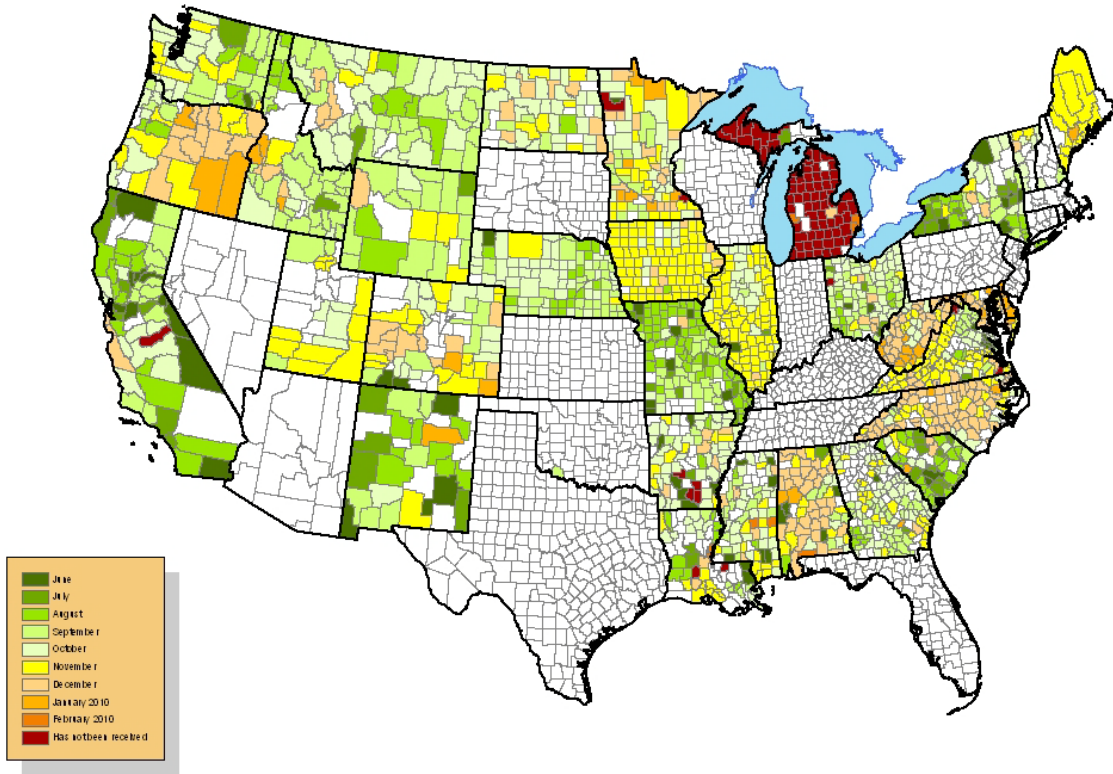 June
July
August
September
October
November
December
January 2010
February 2010
Has not been received